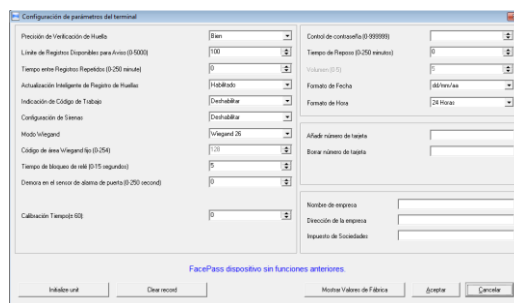 Configuración de parámetros del terminal
Precisión de Verificación de Huella Bien
Límite de Registros Disponibles para Aviso (0-5000) 100
Tiempo entre Registros Repetidos (0-250 minute) 0
Actualización Inteligente de Registro de Huellas Habilitado
Indicación de Código de Trabajo Deshabilitar
Configuración de Sirenas Deshabilitar
Modo Wiegand Wiegand 26
Código de área Wiegand fijo (0-254) 128
Tiempo de bloqueo de relé (0-15 segundos) 5
Demora en el sensor de alarma de puerta (0-250 second) 0
Calibración Tiempo(± 60) 0
Control de contraseña (0-999999)
Tiempo de Reposo (0-250 minutos) 0
Volumen (0-5) 5
Formato de Fecha dd/mm/aa
Formato de Hora 24 Horas
Añadir número de tarjeta
Borrar número de tarjeta
Nombre de empresa
Dirección de la empresa
Impuesto de Sociedades
FacePass dispositivo sin funciones anteriores.
Initialize unit Clear record Mostrar Valores de Fábrica Aceptar Cancelar